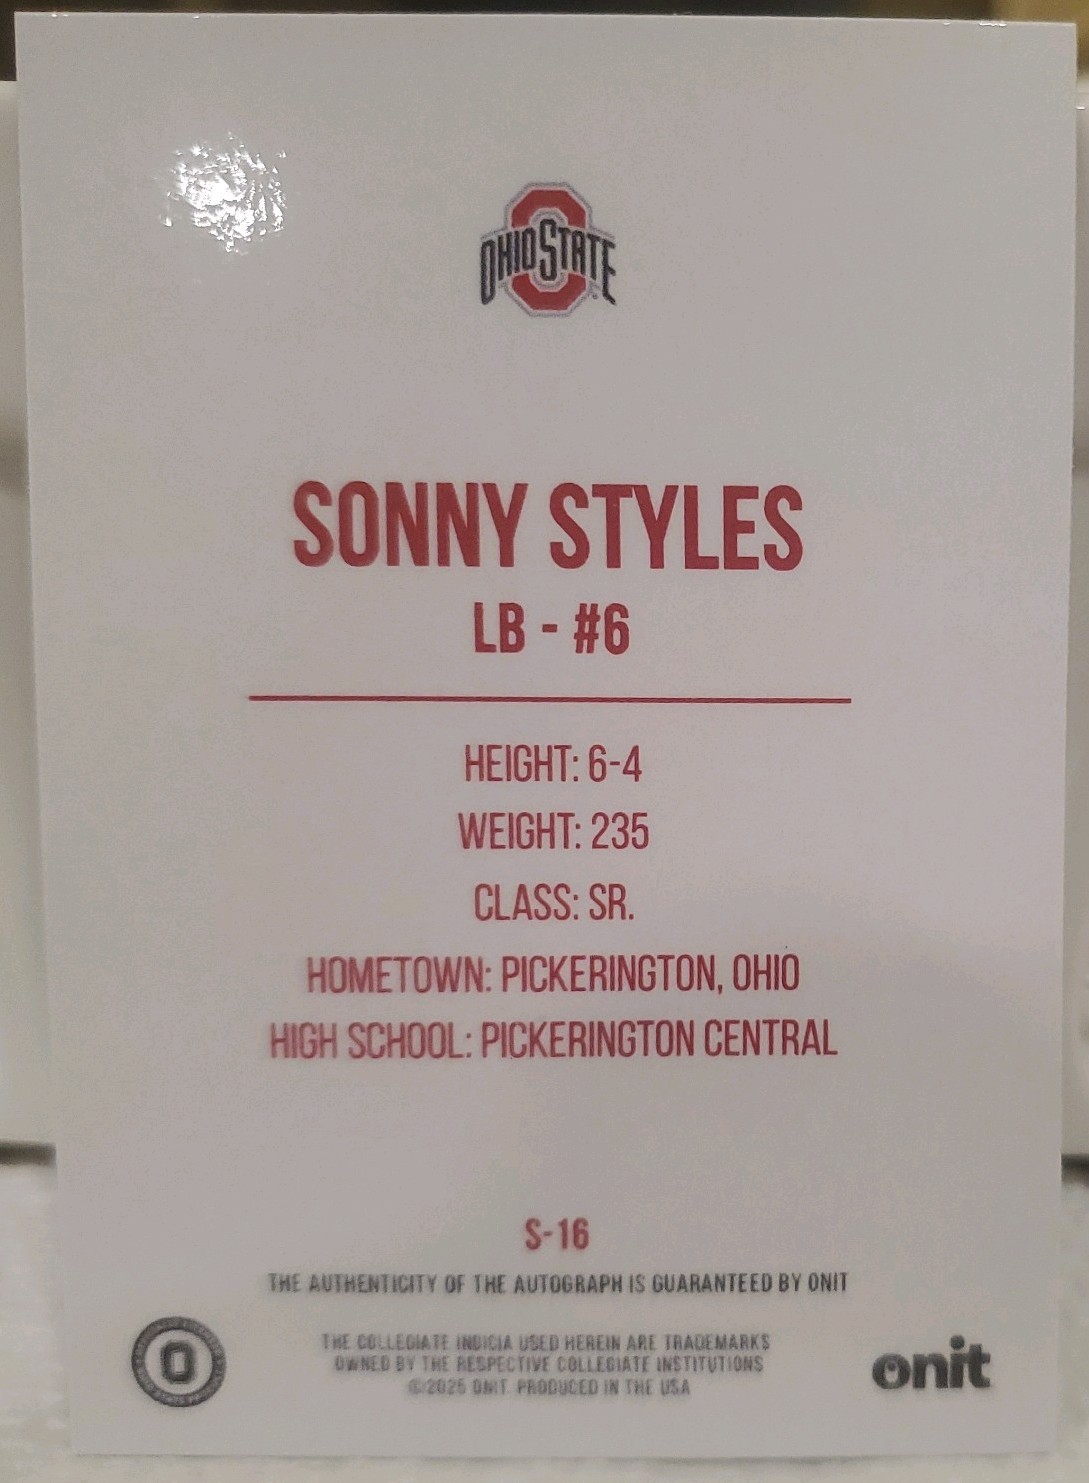 OHIO STATE
SONNY STYLES
LB - #6
HEIGHT: 6-4
WEIGHT: 235
CLASS: SR.
HOMETOWN: PICKERINGTON, OHIO
HIGH SCHOOL: PICKERINGTON CENTRAL
S-16
THE AUTHENTICITY OF THE AUTOGRAPH IS GUARANTEED BY ONIT
THE COLLEGIATE INDICIA USED HEREIN ARE TRADEMARKS
OWNED BY THE RESPECTIVE COLLEGIATE INSTITUTIONS
©2025 ONIT. PRODUCED IN THE USA
O
onit